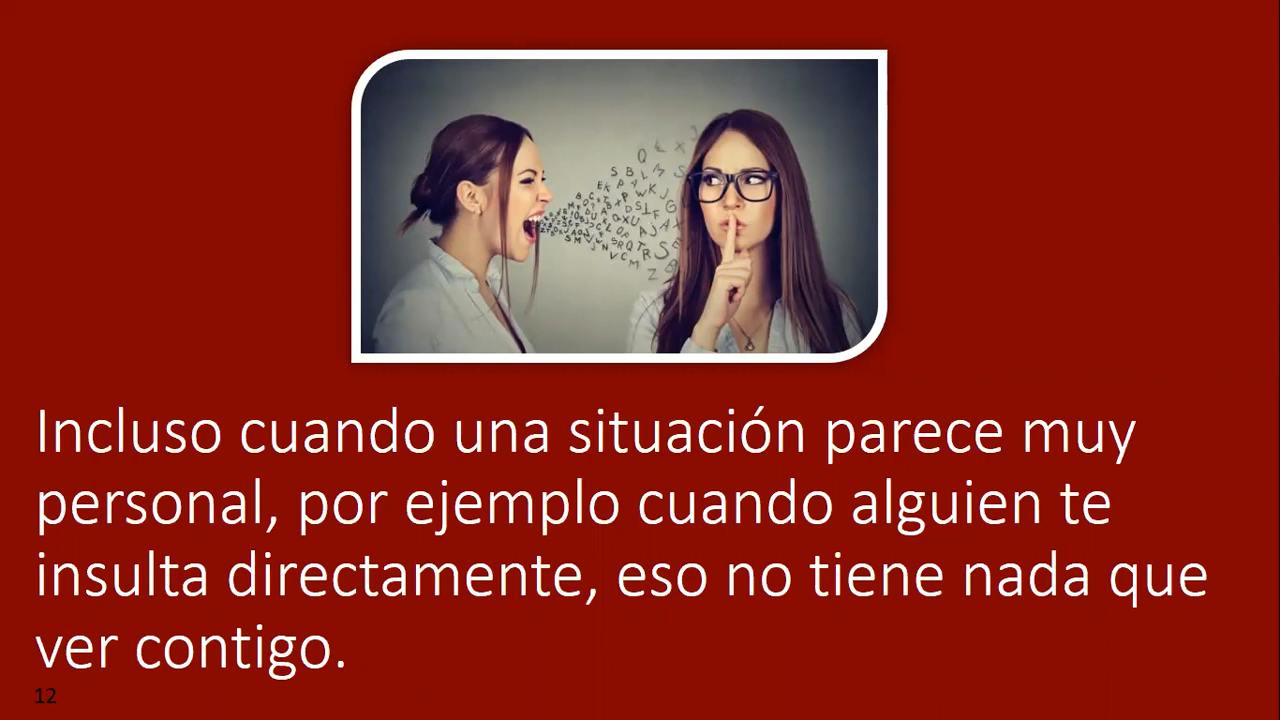 Incluso cuando una situación parece muy
personal, por ejemplo cuando alguien te
insulta directamente, eso no tiene nada que
ver contigo.
12